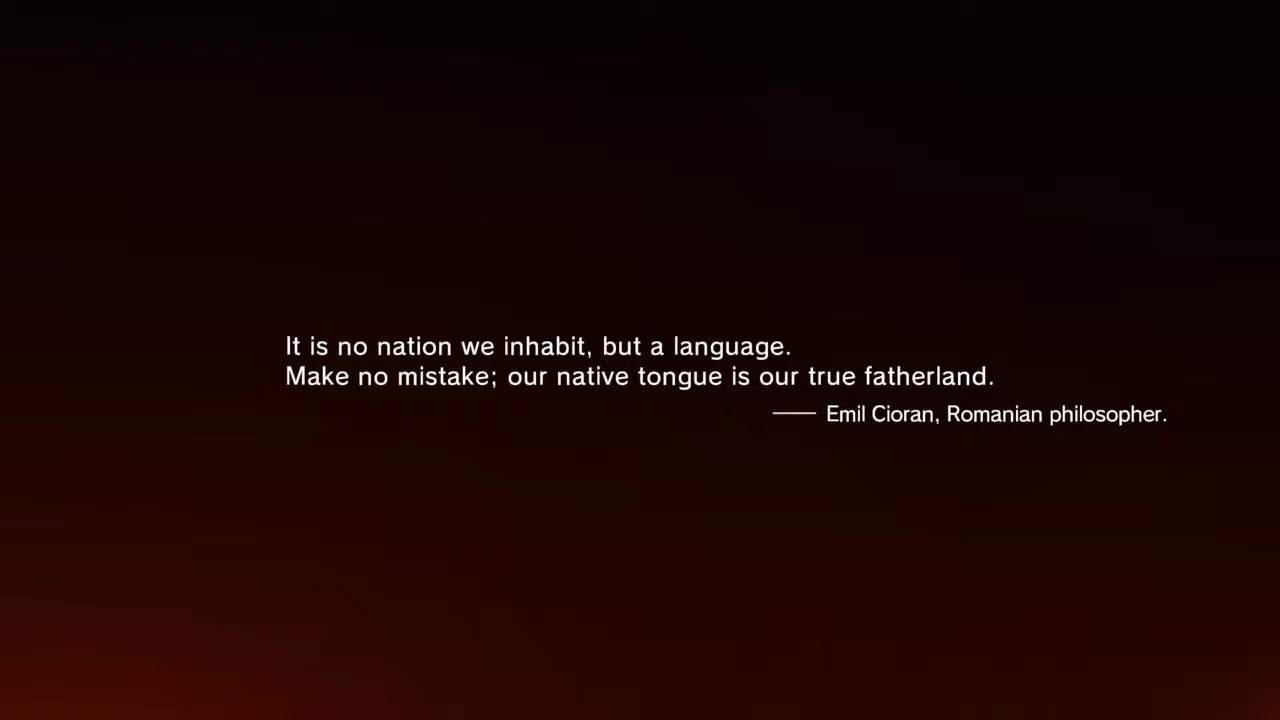 It is no nation we inhabit, but a language.
Make no mistake; our native tongue is our true fatherland.
—— Emil Cioran, Romanian philosopher.